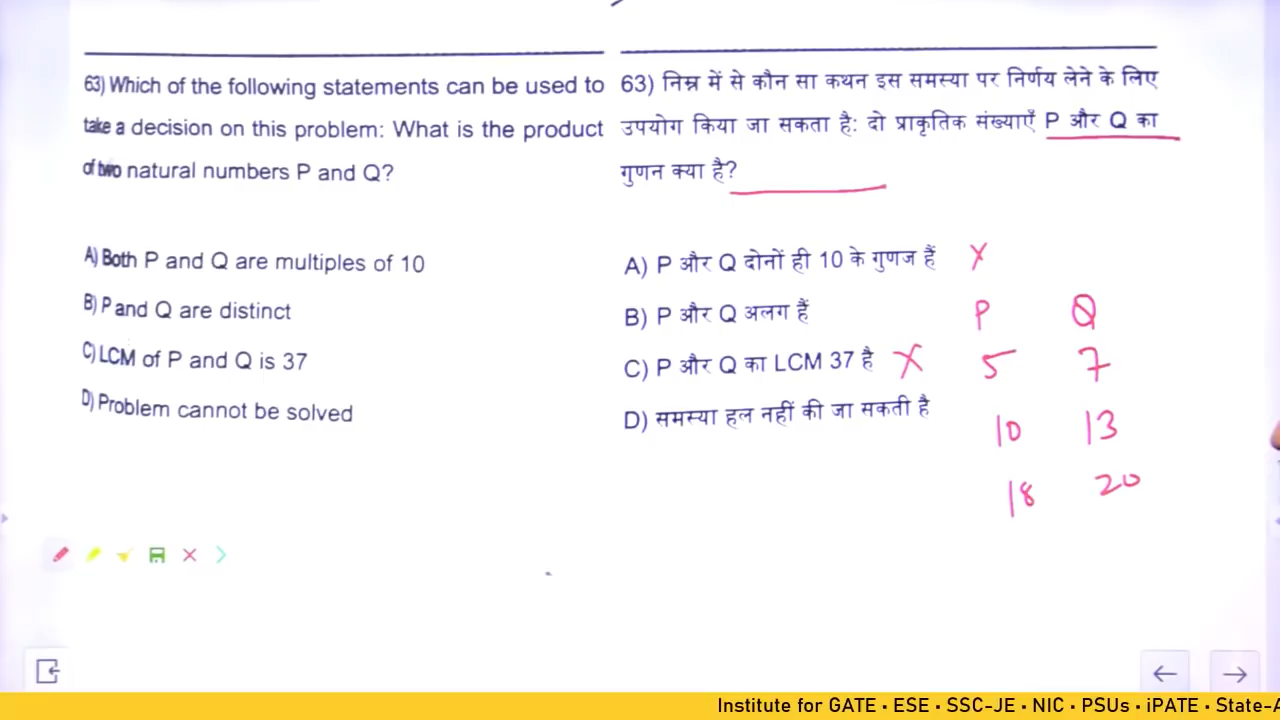 63) Which of the following statements can be used to
take a decision on this problem: What is the product
of two natural numbers P and Q?
A) Both P and Q are multiples of 10
B) P and Q are distinct
C) LCM of P and Q is 37
D) Problem cannot be solved
63) निम्न में से कौन सा कथन इस समस्या पर निर्णय लेने के लिए
उपयोग किया जा सकता है: दो प्राकृतिक संख्याएँ P और Q का
गुणन क्या है?
A) P और Q दोनों ही 10 के गुणज हैं X
B) P और Q अलग हैं
C) P और Q का LCM 37 है X
D) समस्या हल नहीं की जा सकती है
P Q
5 7
10 13
18 20
Institute for GATE • ESE • SSC-JE • NIC • PSUs • iPATE • State-A